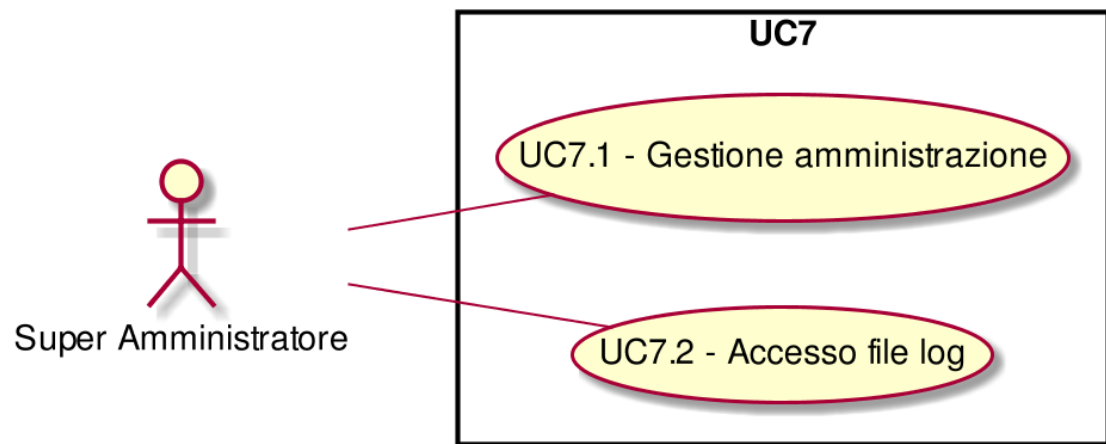 UC7
UC7.1 - Gestione amministrazione
Super Amministratore
UC7.2 - Accesso file log